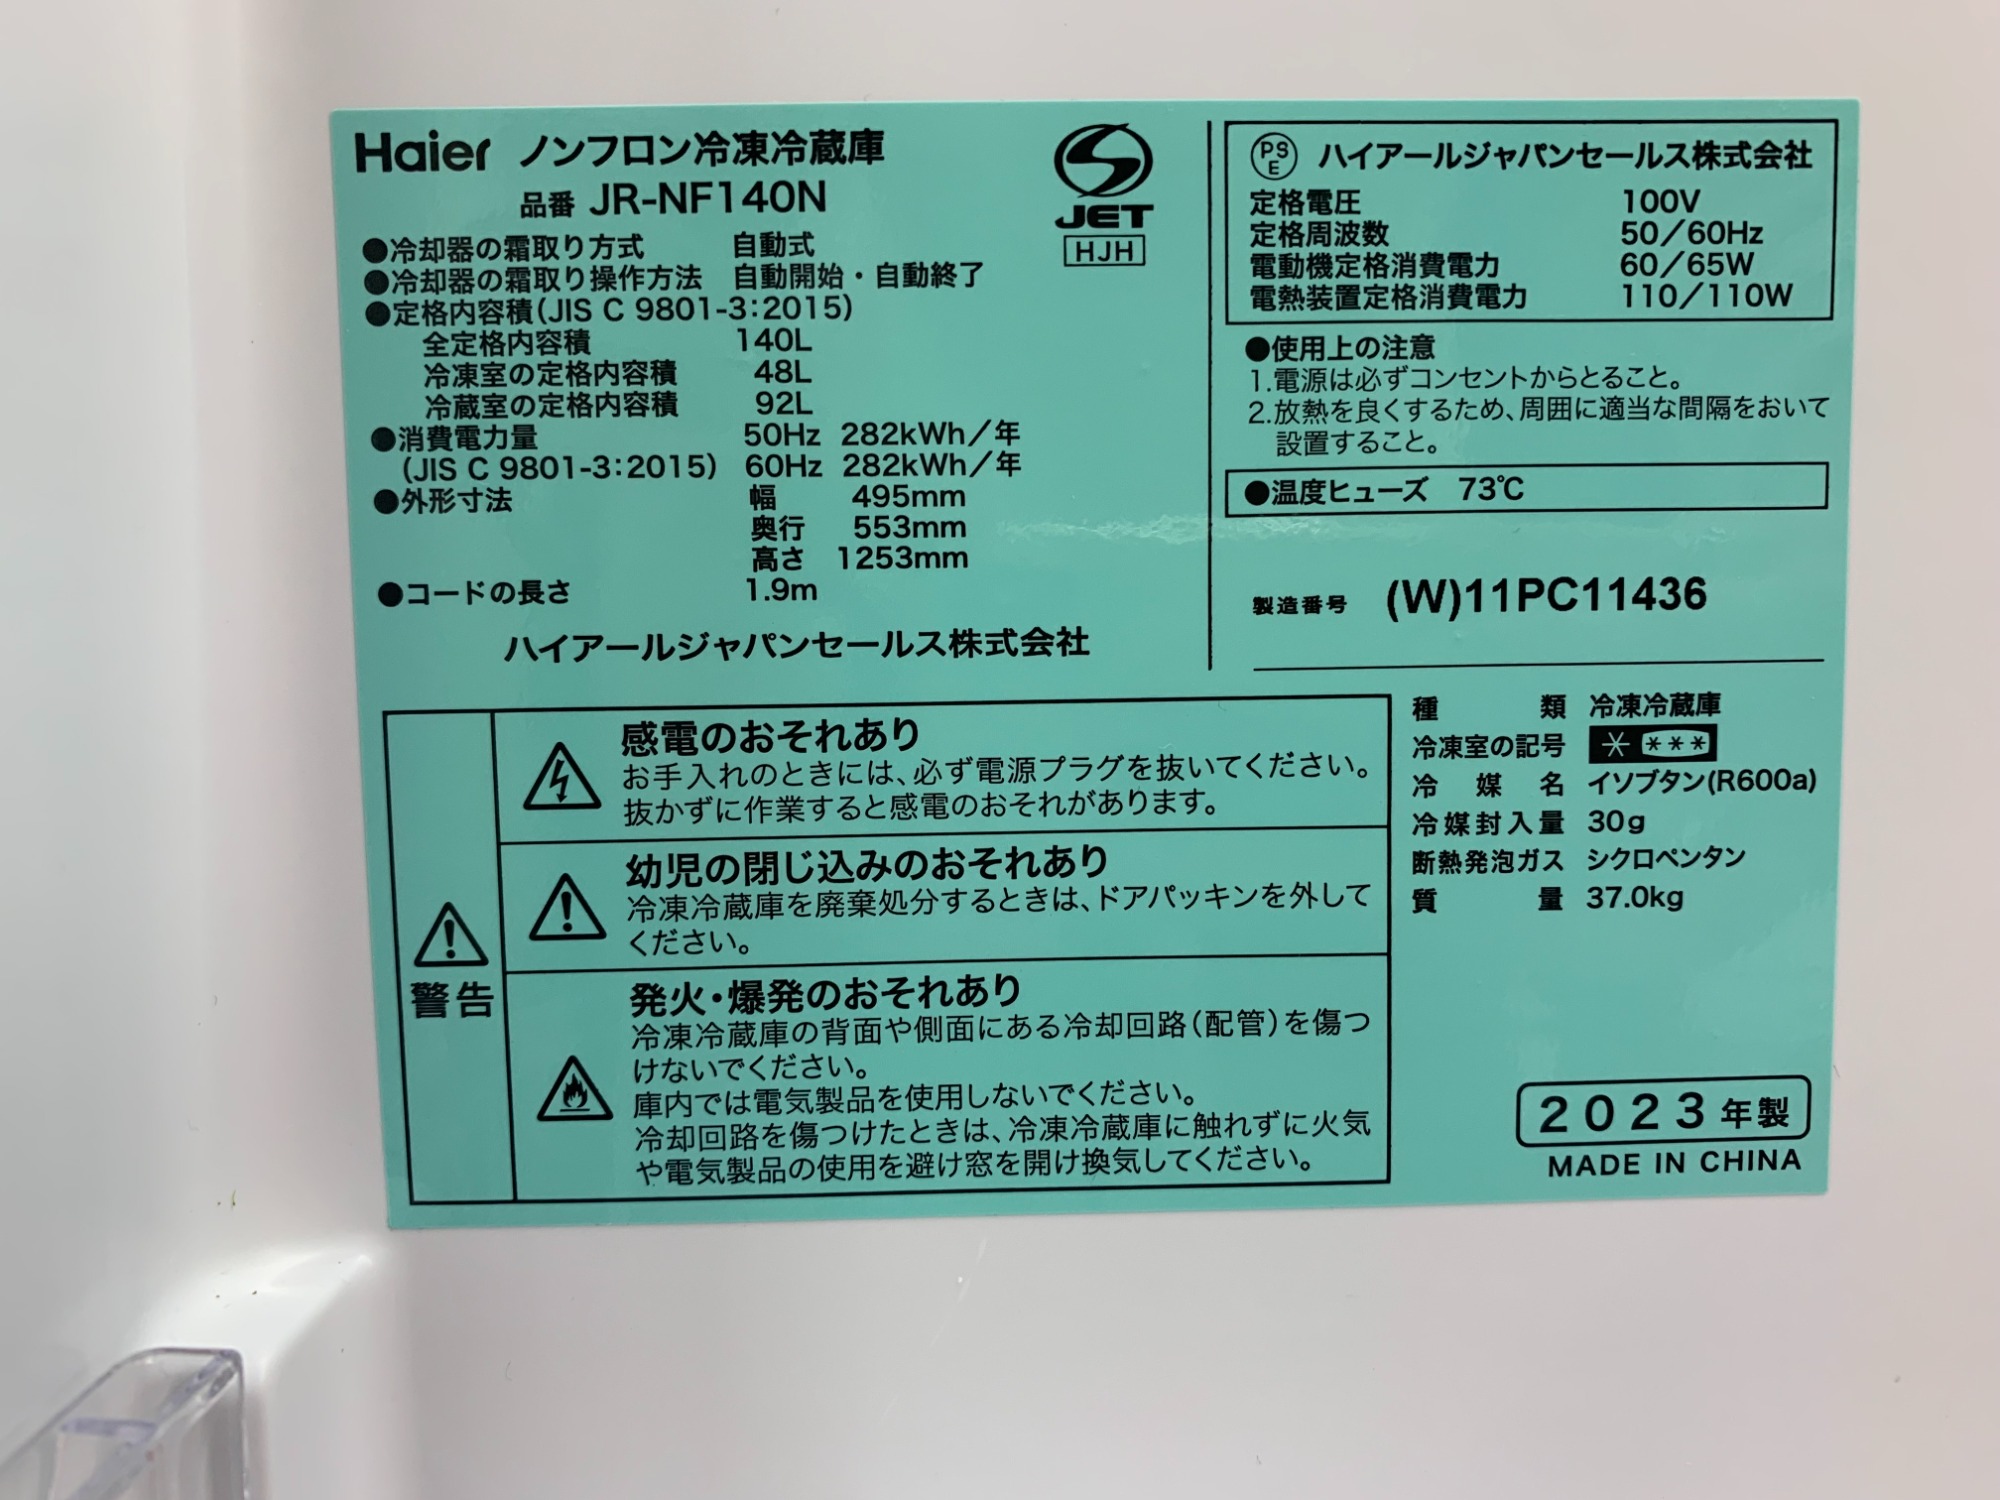 Haier ノンフロン冷凍冷蔵庫
品番 JR-NF140N
●冷却器の霜取り方式 自動式
●冷却器の霜取り操作方法 自動開始・自動終了
●定格内容積(JIS C 9801-3:2015)
全定格内容積 140L
冷凍室の定格内容積 48L
冷蔵室の定格内容積 92L
●消費電力量 50Hz 282kWh/年
(JIS C 9801-3:2015) 60Hz 282kWh/年
●外形寸法 幅 495mm
奥行 553mm
高さ 1253mm
●コードの長さ 1.9m
ハイアールジャパンセールス株式会社
JET
HJH
PSE ハイアールジャパンセールス株式会社
定格電圧 100V
定格周波数 50/60Hz
電動機定格消費電力 60/65W
電熱装置定格消費電力 110/110W
●使用上の注意
1.電源は必ずコンセントからとること。
2.放熱を良くするため、周囲に適当な間隔をおいて
設置すること。
●温度ヒューズ 73℃
製造番号 (W)11PC11436
警告
感電のおそれあり
お手入れのときには、必ず電源プラグを抜いてください。
抜かずに作業すると感電のおそれがあります。
幼児の閉じ込みのおそれあり
冷凍冷蔵庫を廃棄処分するときは、ドアパッキンを外して
ください。
発火・爆発のおそれあり
冷凍冷蔵庫の背面や側面にある冷却回路(配管)を傷つ
けないでください。
庫内では電気製品を使用しないでください。
冷却回路を傷つけたときは、冷凍冷蔵庫に触れずに火気
や電気製品の使用を避け窓を開け換気してください。
種類 冷凍冷蔵庫
冷凍室の記号 * ***
冷媒名 イソブタン(R600a)
冷媒封入量 30g
断熱発泡ガス シクロペンタン
質量 37.0kg
2023年製
MADE IN CHINA